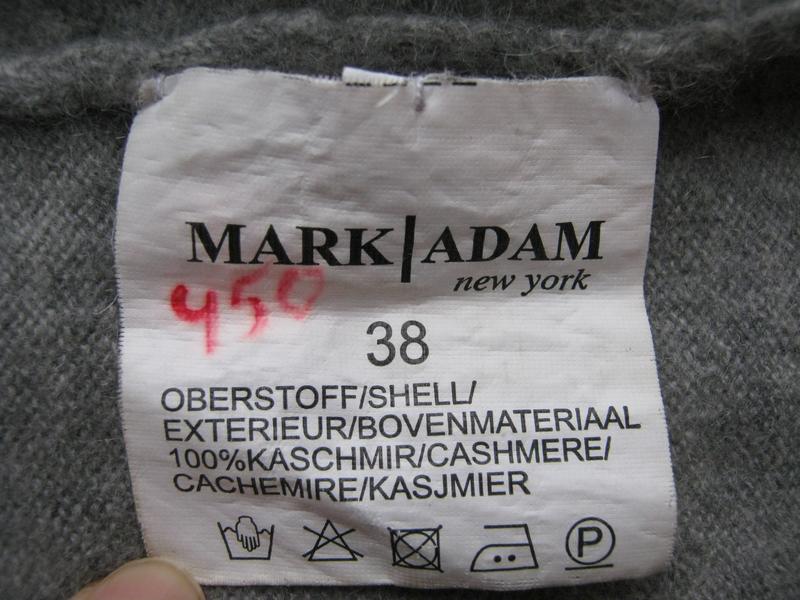 MARK|ADAM
new york
450
38
OBERSTOFF/SHELL/
EXTERIEUR/BOVENMATERIAAL
100%KASCHMIR/CASHMERE/
CACHEMIRE/KASJMIER
P